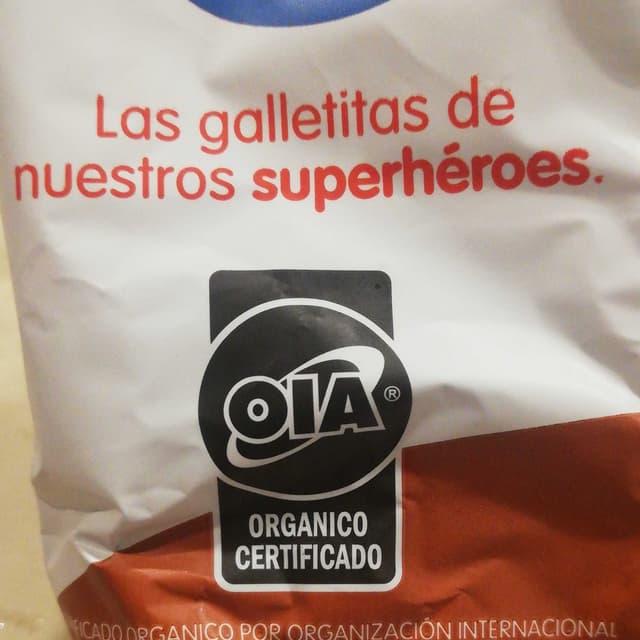 Las galletitas de
nuestros superhéroes.
OIA®
ORGANICO
CERTIFICADO
ORGANICO POR ORGANIZACIÓN INTERNACIONAL